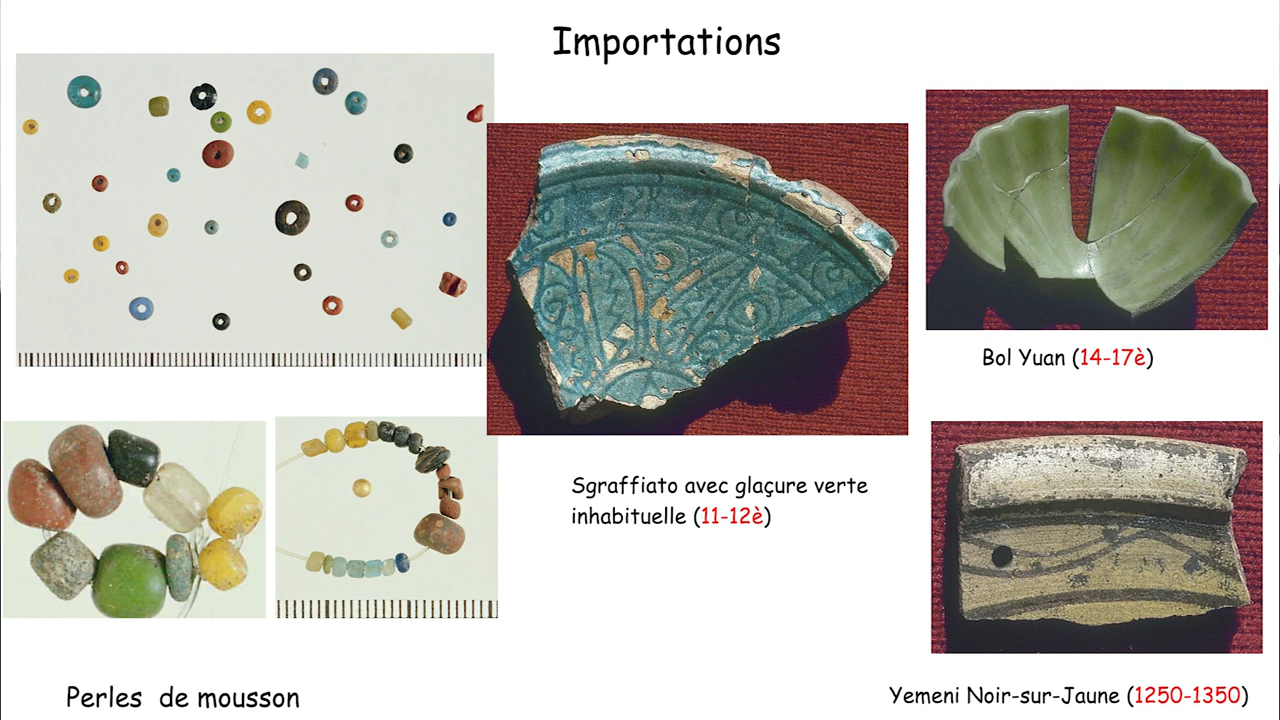 Importations
Bol Yuan (14-17è)
Sgraffiato avec glaçure verte
inhabituelle (11-12è)
Perles de mousson
Yemeni Noir-sur-Jaune (1250-1350)